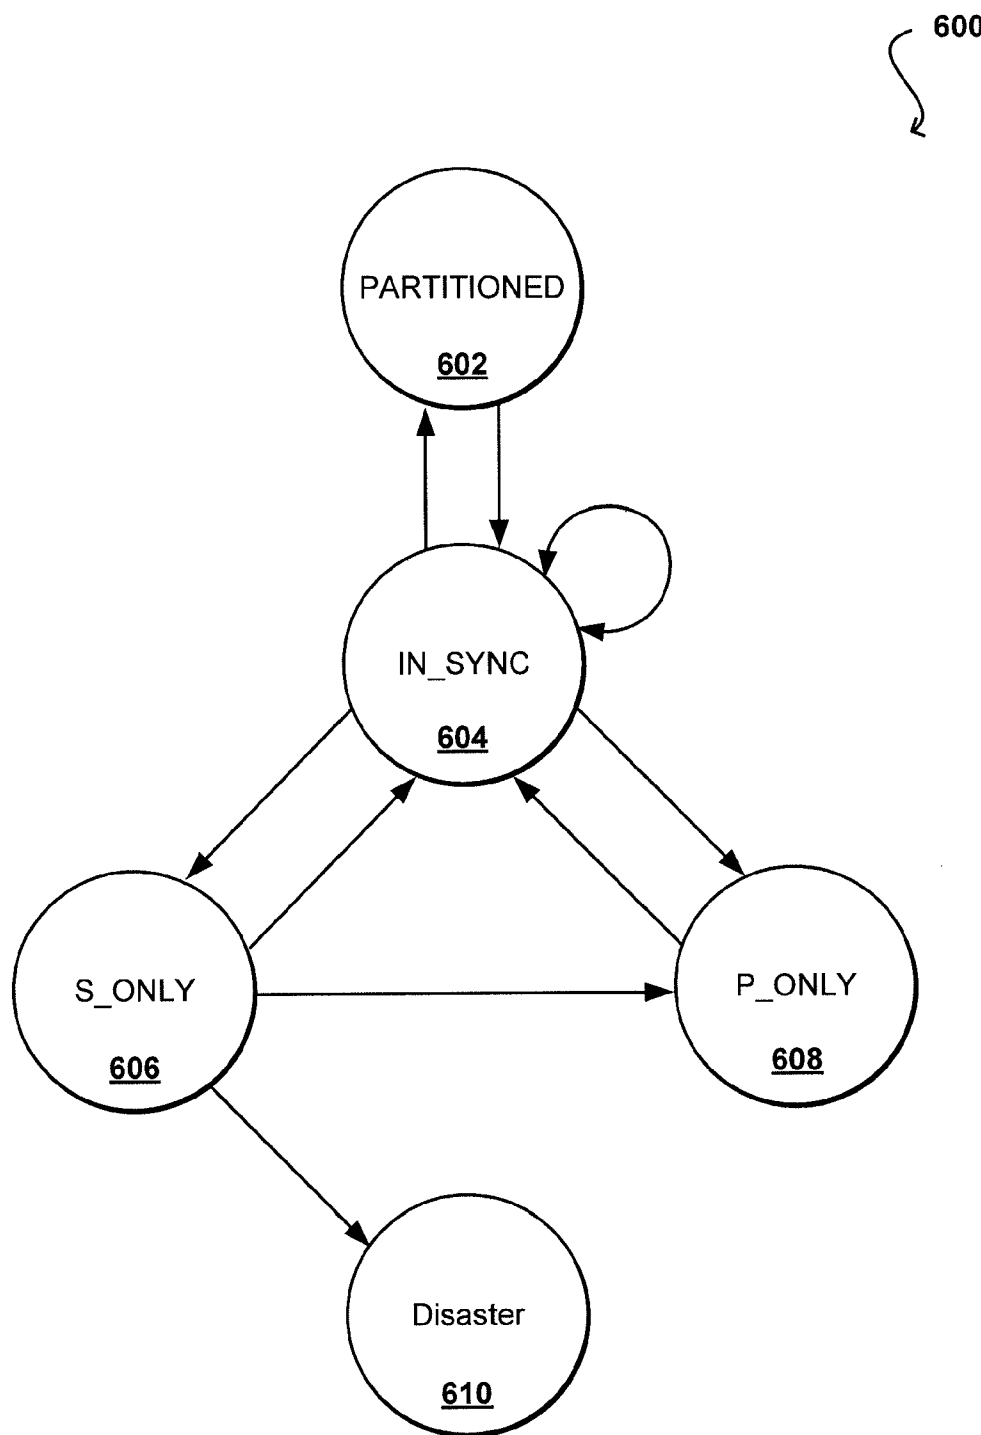 600
PARTITIONED
602
IN_SYNC
604
S_ONLY
606
P_ONLY
608
Disaster
610